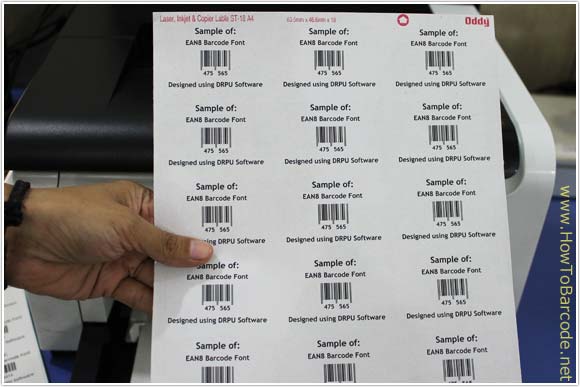 Laser, Inkjet & Copier Lable ST-18 A4 63.5mm x 46.6mm x 18 Oddy
Sample of: Sample of: Sample of:
EAN8 Barcode Font EAN8 Barcode Font EAN8 Barcode Font
475 565 475 565 475 565
Designed using DRPU Software Designed using DRPU Software Designed using DRPU Software
Sample of: Sample of: Sample of:
EAN8 Barcode Font EAN8 Barcode Font EAN8 Barcode Font
475 565 475 565 475 565
Designed using DRPU Software Designed using DRPU Software Designed using DRPU Software
Sample of: Sample of: Sample of:
EAN8 Barcode Font EAN8 Barcode Font EAN8 Barcode Font
475 565 475 565 475 565
using DRPU Software Designed using DRPU Software Designed using DRPU Software
Sample of: Sample of: Sample of:
EAN8 Barcode Font EAN8 Barcode Font EAN8 Barcode Font
475 565 475 565 475 565
Designed using DRPU Software Designed using DRPU Software Designed using DRPU Software
Sample of: Sample of: Sample of:
EAN8 Barcode Font EAN8 Barcode Font EAN8 Barcode Font
www.HowToBarcode.net